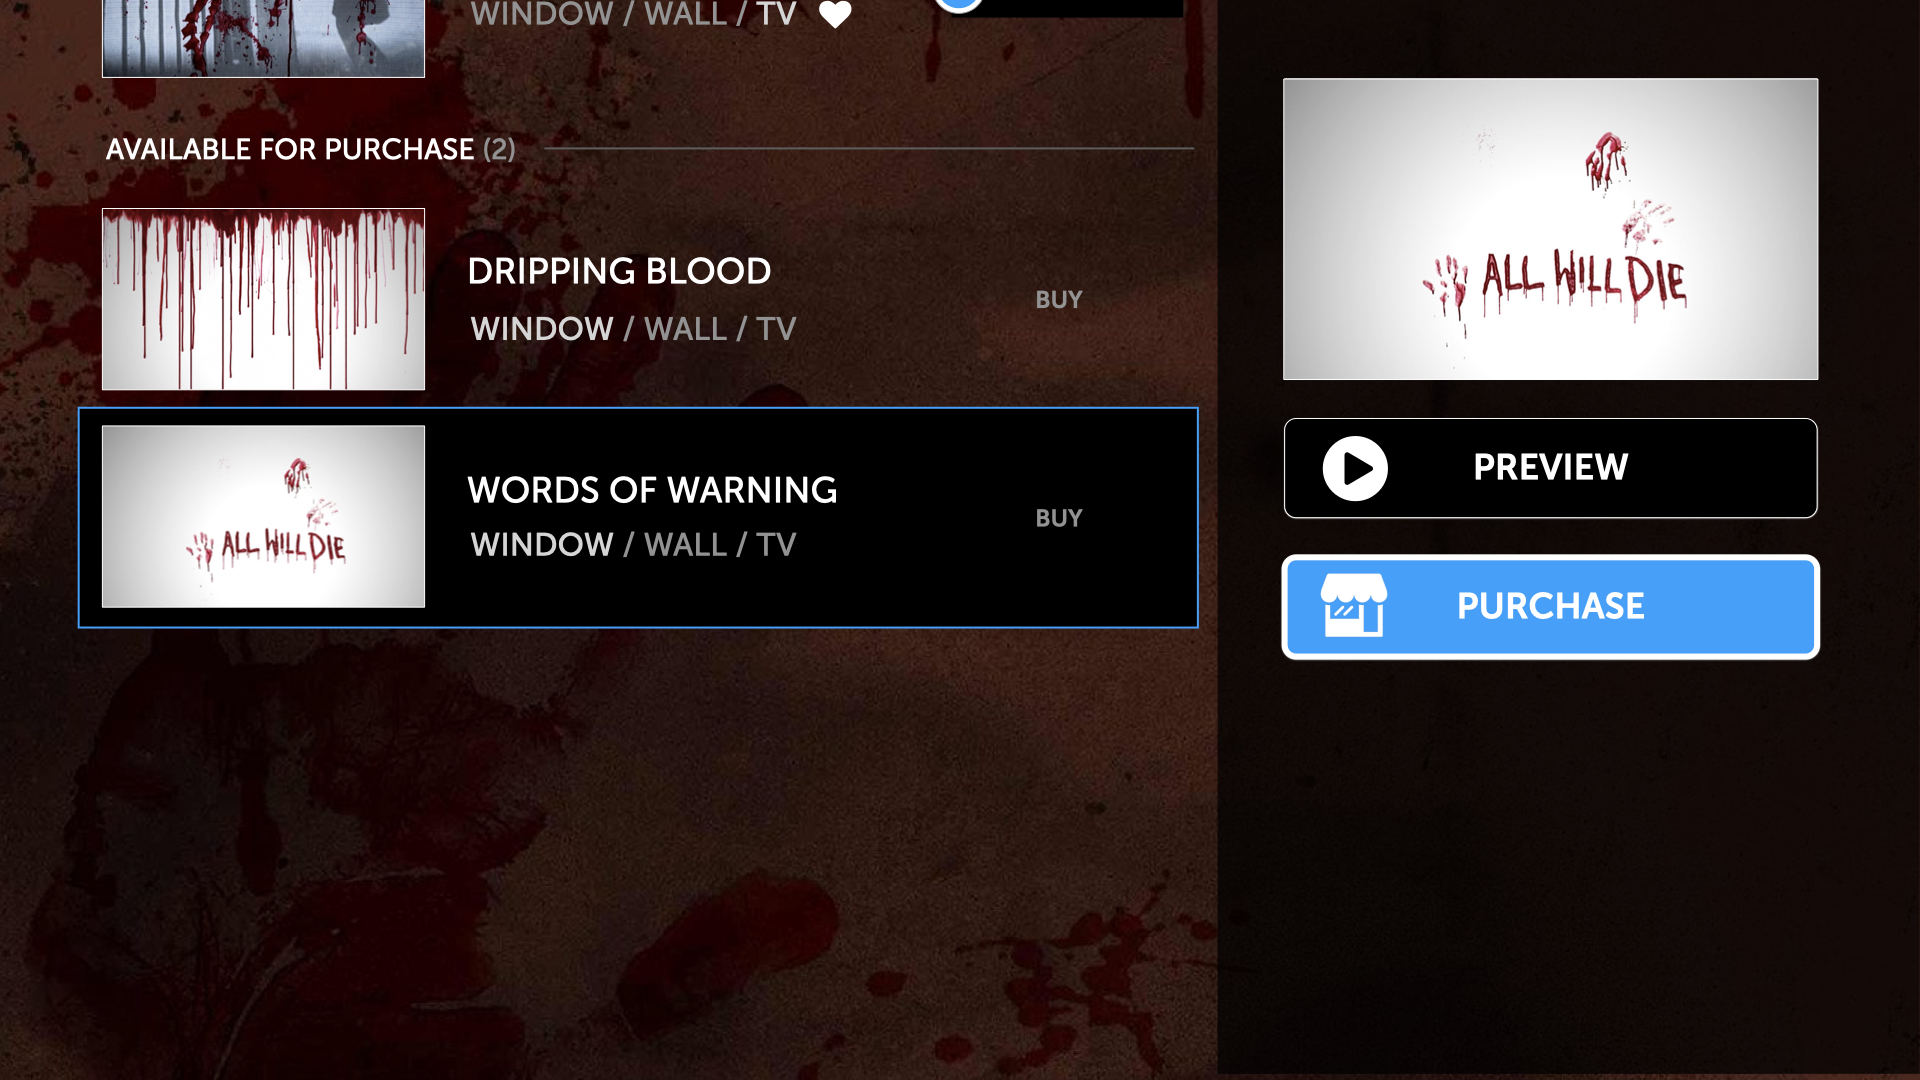 WINDOW / WALL / TV
AVAILABLE FOR PURCHASE (2)
DRIPPING BLOOD
WINDOW / WALL / TV
BUY
ALL WILL DIE
WORDS OF WARNING
WINDOW / WALL / TV
BUY
ALL WILL DIE
PREVIEW
PURCHASE